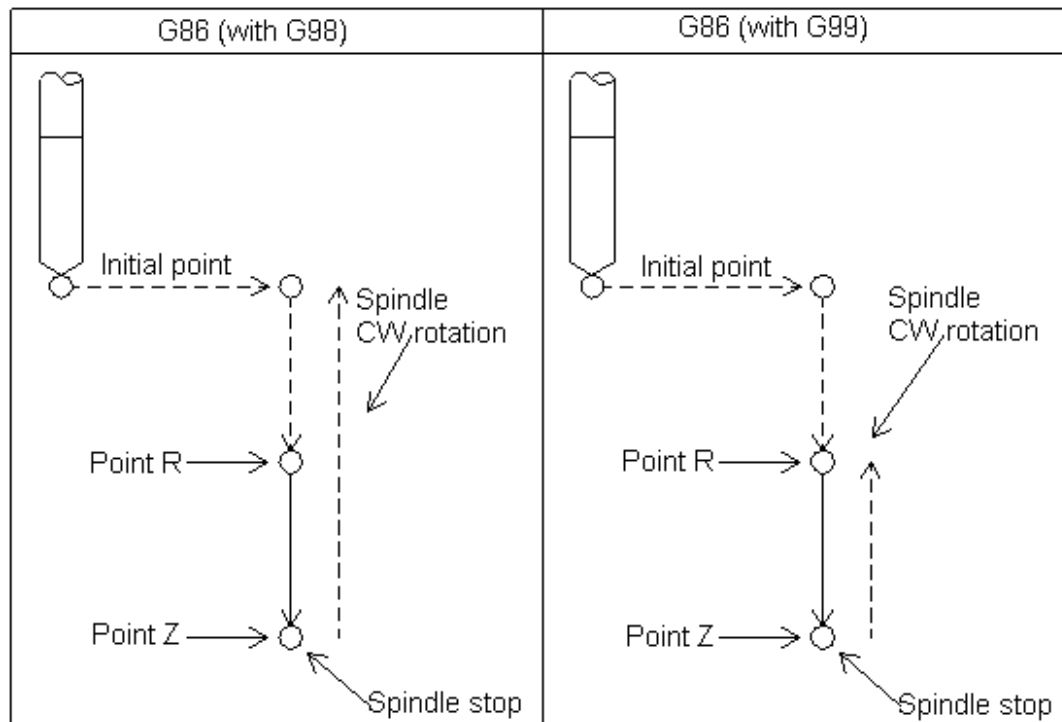 G86 (with G98)
Initial point
Spindle
CW rotation
Point R
Point Z
Spindle stop
G86 (with G99)
Initial point
Spindle
CW rotation
Point R
Point Z
Spindle stop